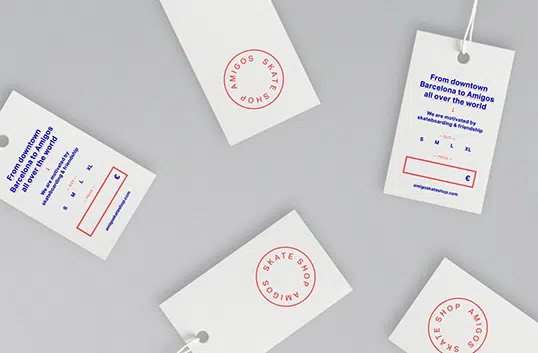 AMIGOS SKATE SHOP
From downtown
Barcelona to Amigos
all over the world
↓
We are motivated by
skateboarding & friendship
— SIZE —
S M L XL
— PRICE —
€
amigoskateshop.com
From downtown
Barcelona to Amigos
all over the world
↓
We are motivated by
skateboarding & friendship
— SIZE —
S M L XL
— PRICE —
€
amigoskateshop.com
SKATE SHOP AMIGOS
SKATE SHOP AMIGOS